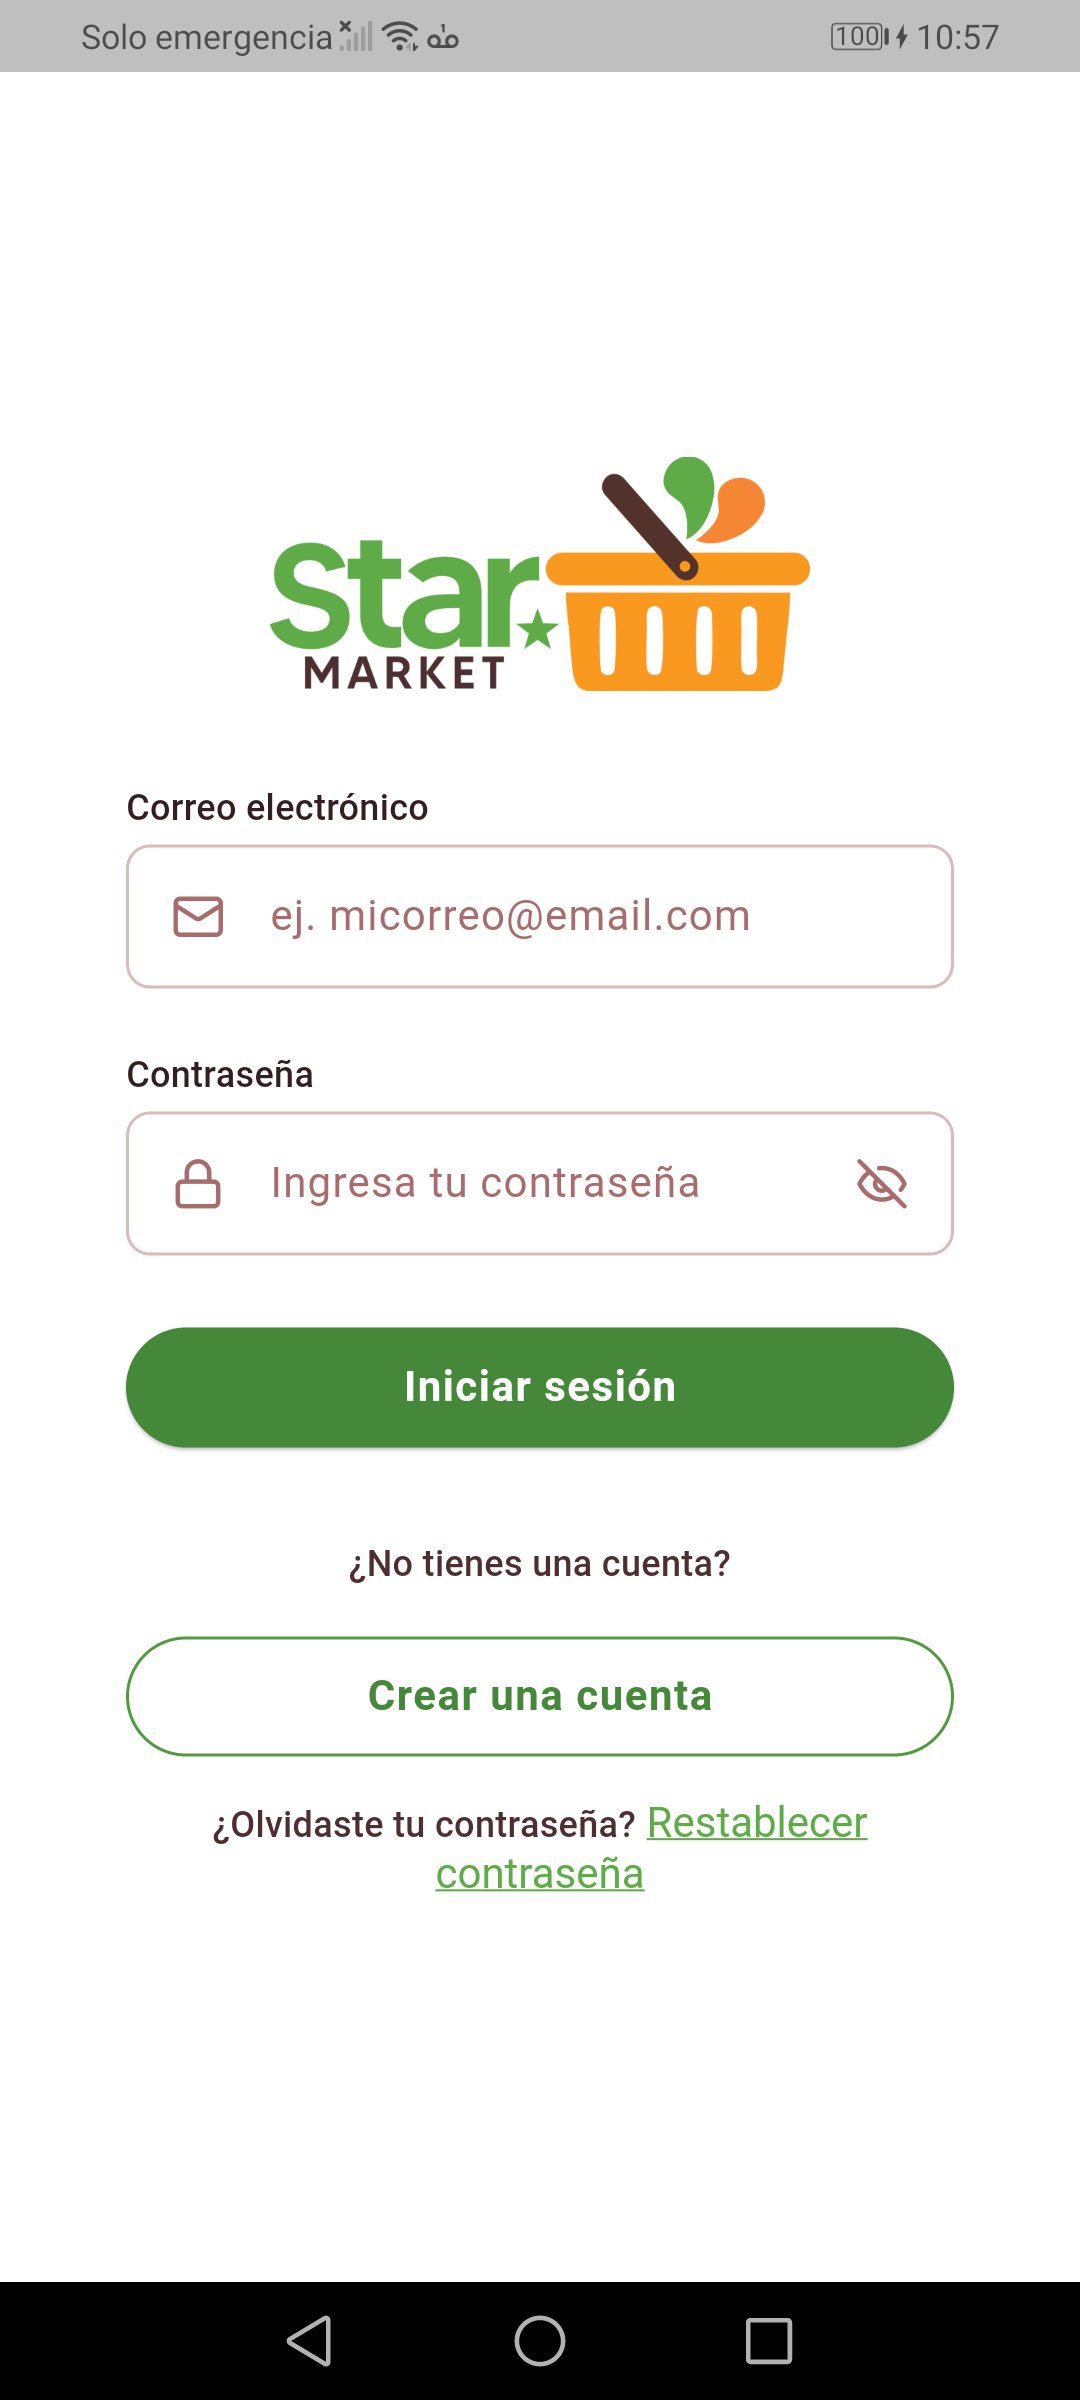 Solo emergencia 1 100 10:57
Star
MARKET
Correo electrónico
ej. micorreo@email.com
Contraseña
Ingresa tu contraseña
Iniciar sesión
¿No tienes una cuenta?
Crear una cuenta
¿Olvidaste tu contraseña? Restablecer
contraseña